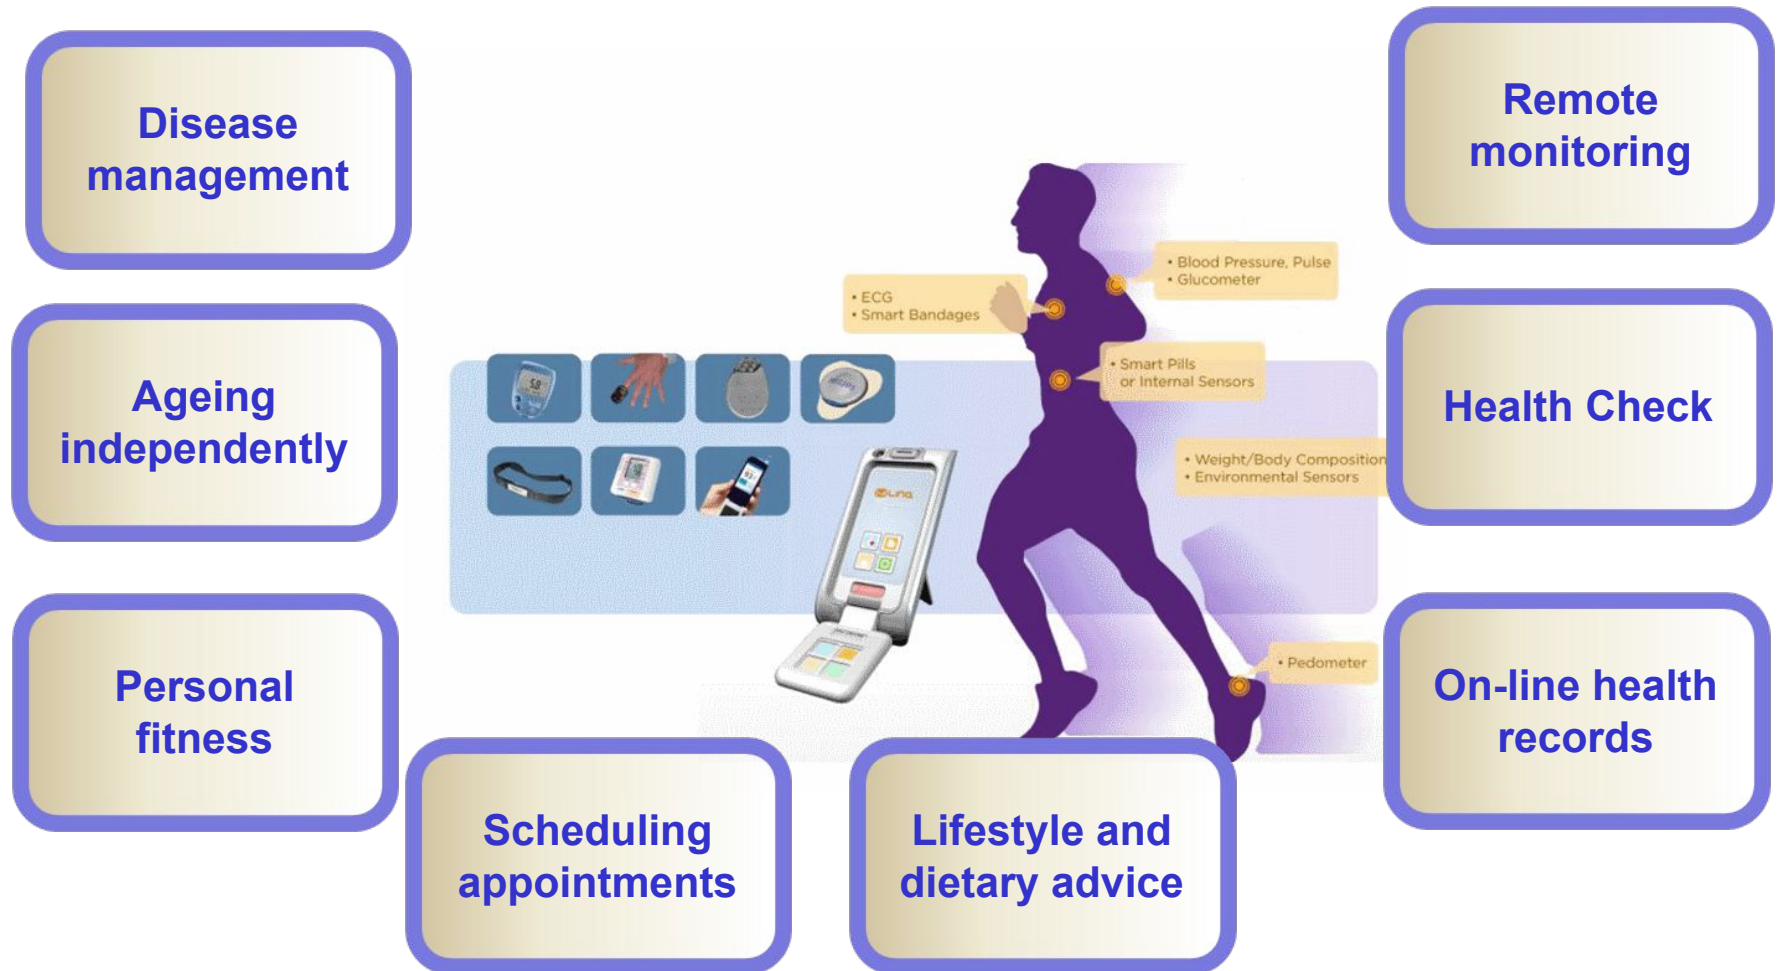 Disease
management
Remote
monitoring
• Blood Pressure, Pulse
• Glucometer
• ECG
• Smart Bandages
Ageing
independently
• Smart Pills
or Internal Sensors
Health Check
• Weight/Body Composition
• Environmental Sensors
Personal
fitness
• Pedometer
On-line health
records
Scheduling
appointments
Lifestyle and
dietary advice